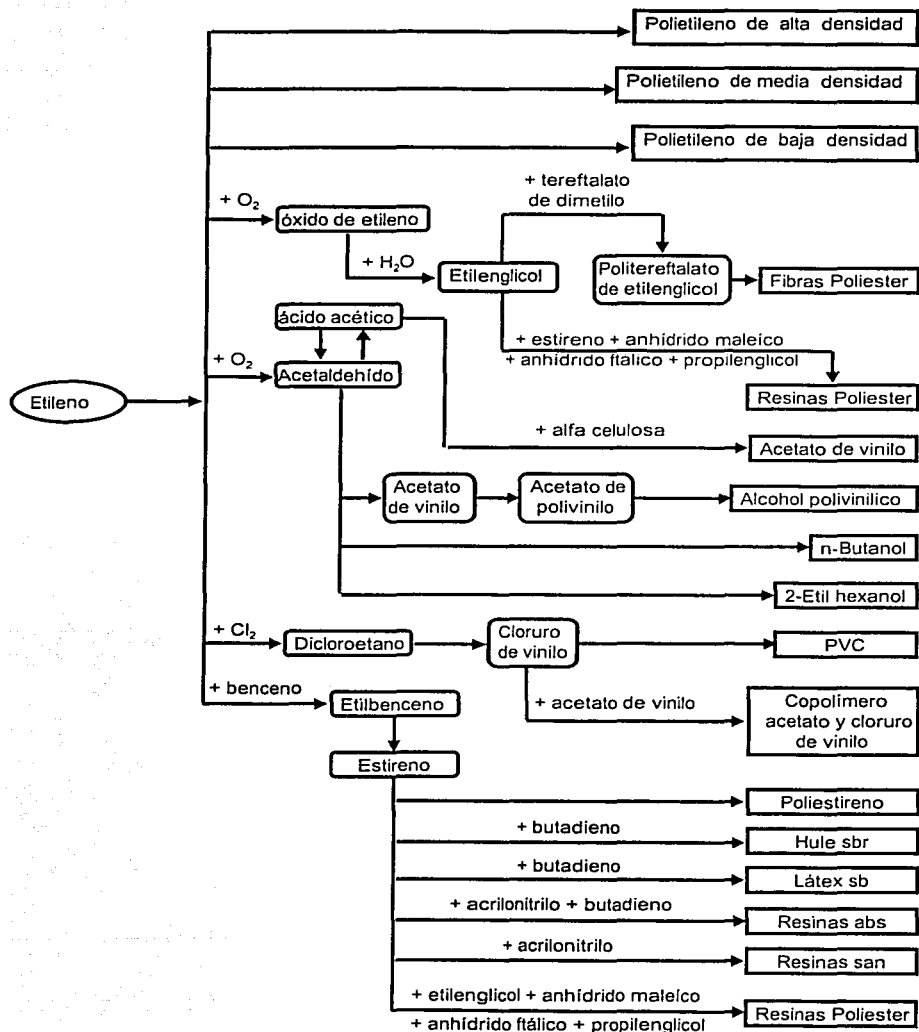 Polietileno de alta densidad
Polietileno de media densidad
Polietileno de baja densidad
+ O₂
óxido de etileno
+ H₂O
Etilenglicol
+ tereftalato
de dimetilo
Politereftalato
de etilenglicol
Fibras Poliester
+ estireno + anhídrido maleíco
+ anhídrido ftálico + propilenglicol
Resinas Poliester
ácido acético
+ O₂
Acetaldehído
Etileno
+ alfa celulosa
Acetato de vinilo
Acetato
de vinilo
Acetato de
polivinilo
Alcohol polivinilico
n-Butanol
2-Etil hexanol
+ Cl₂
Dicloroetano
Cloruro
de vinilo
PVC
+ acetato de vinilo
Copolímero
acetato y cloruro
de vinilo
+ benceno
Etilbenceno
Estireno
Poliestireno
+ butadieno
Hule sbr
+ butadieno
Látex sb
+ acrilonitrilo + butadieno
Resinas abs
+ acrilonitrilo
Resinas san
+ etilenglicol + anhídrido maleíco
+ anhídrido ftálico + propilenglicol
Resinas Poliester